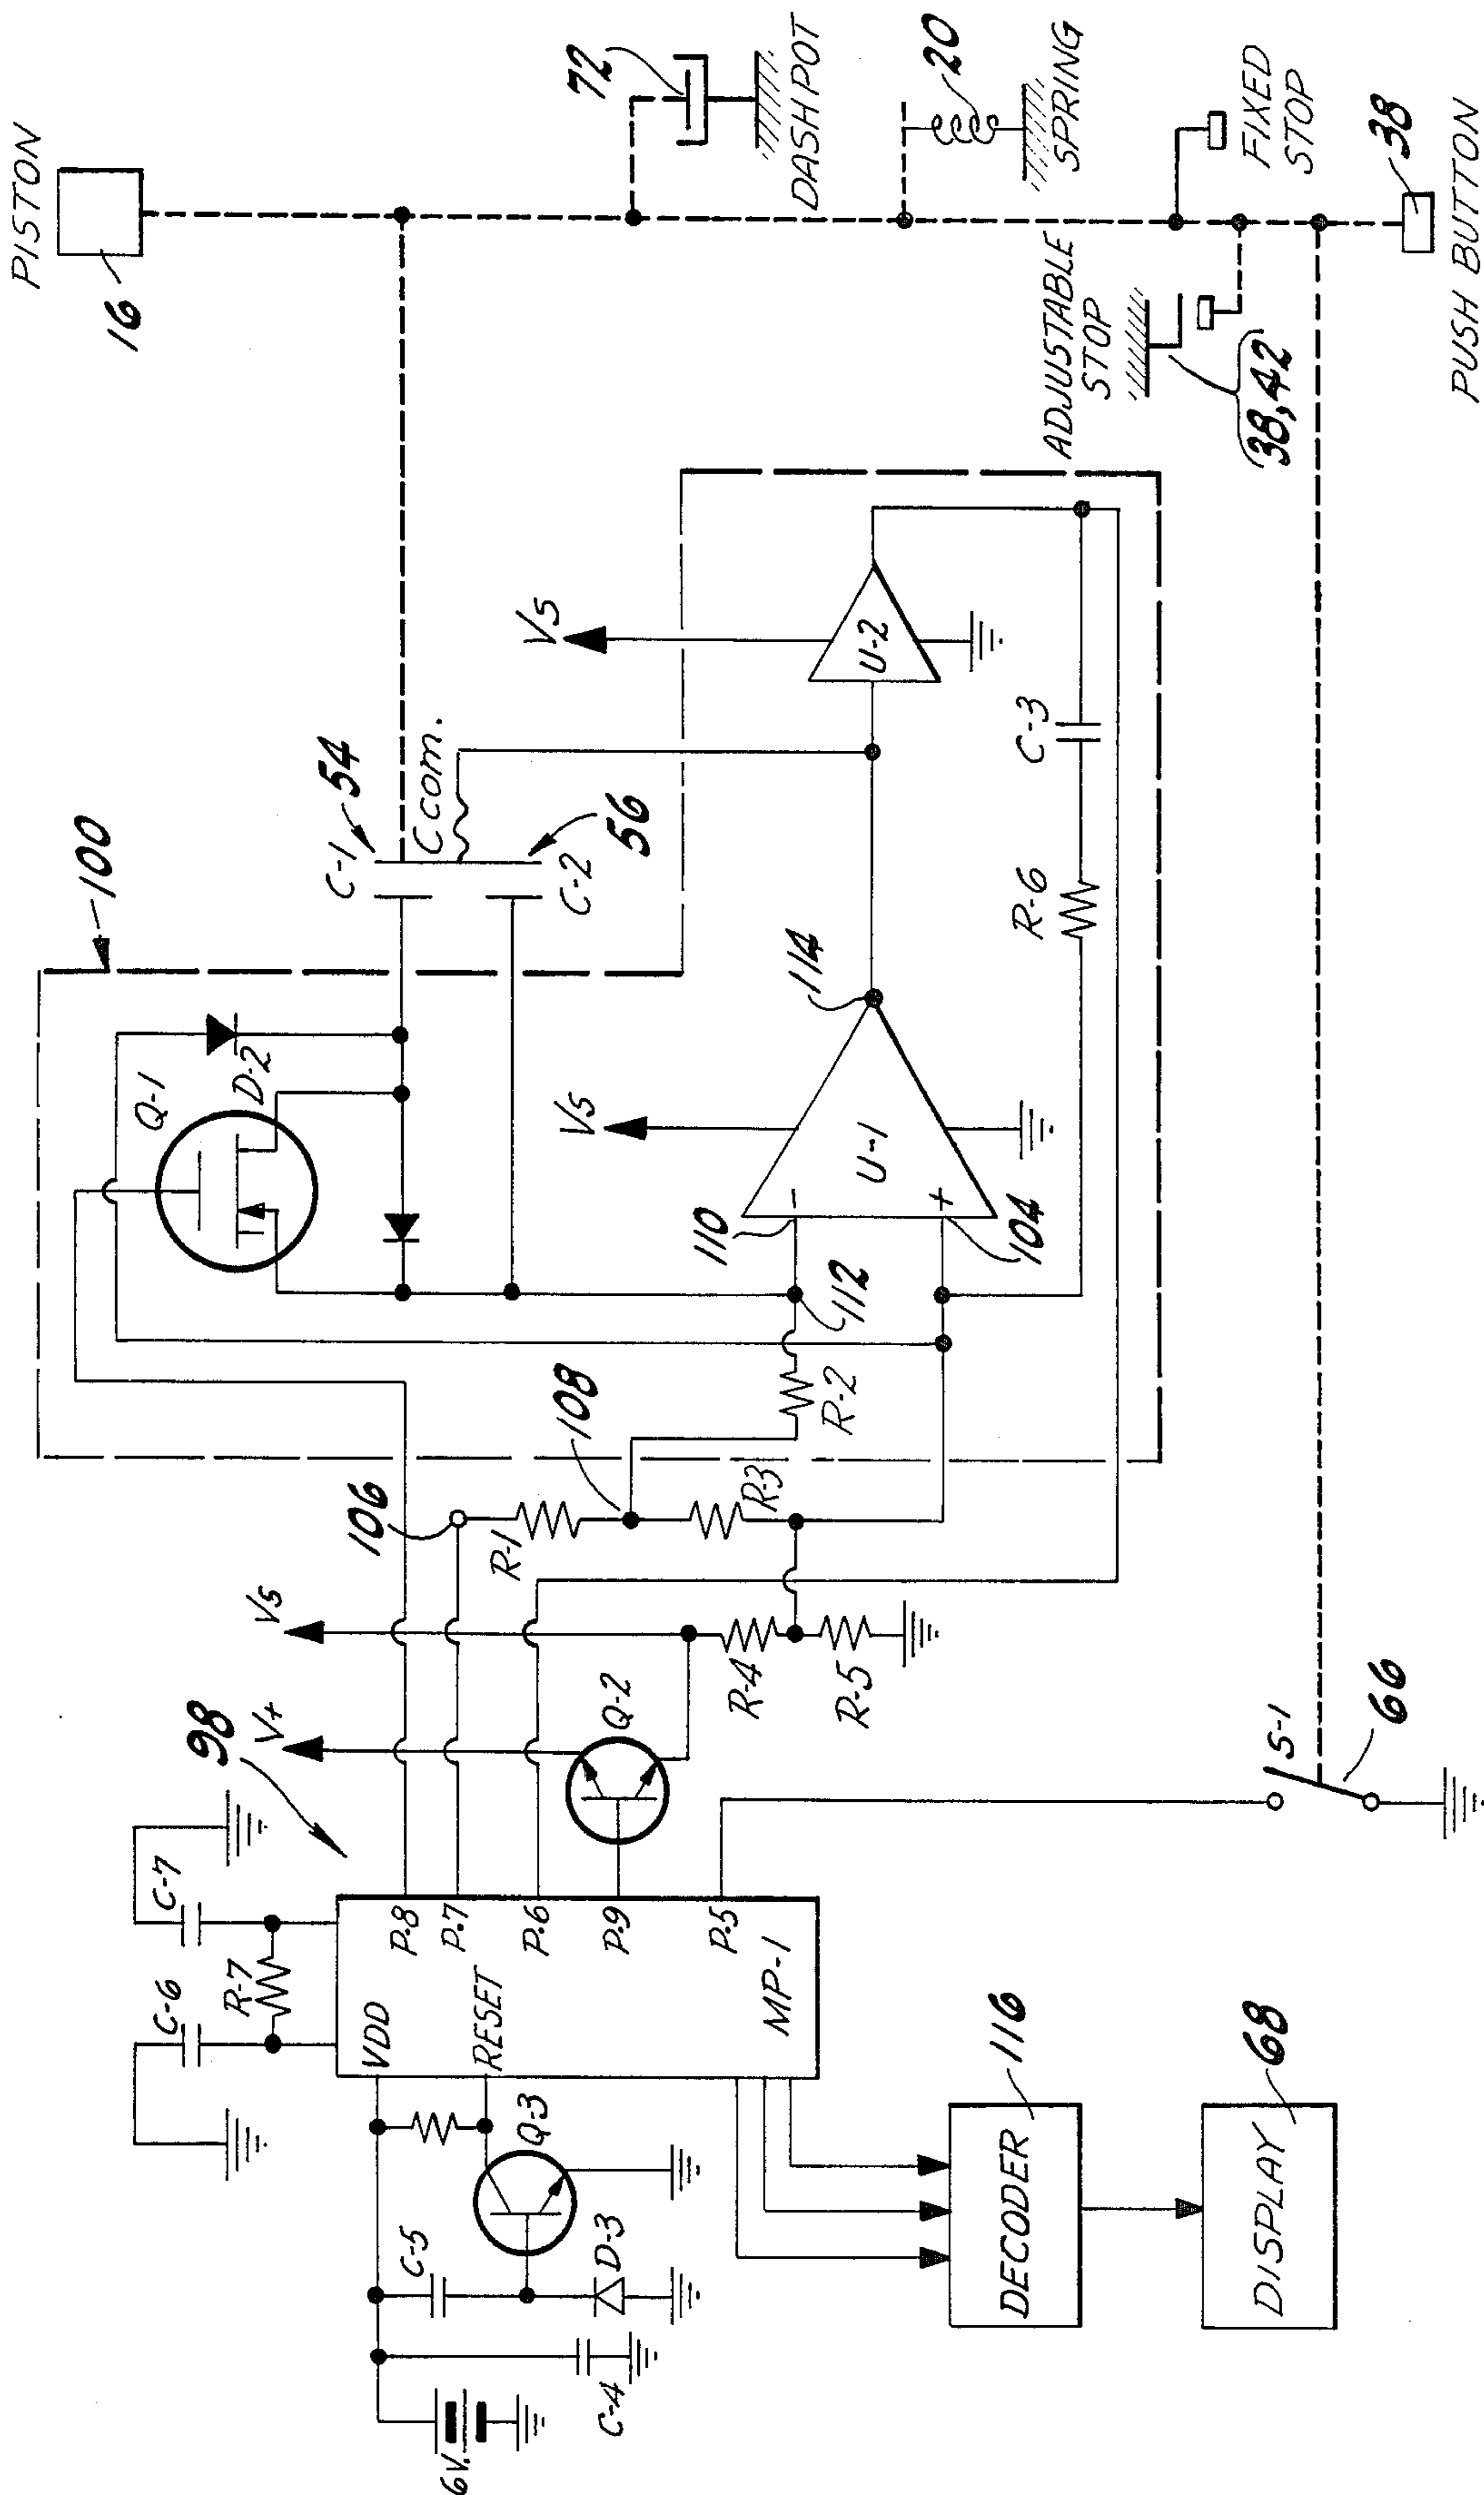 PISTON
16
72
DASHPOT
20
SPRING
FIXED
STOP
ADJUSTABLE
STOP
38,42
38
PUSH BUTTON
100
54
C-1
C com.
C-2
56
Q-1
D-2
VS
U-2
VS
U-1
-
+
110
104
112
114
C-3
R-6
R-2
108
106
R-1
R-3
VS
V+
98
Q-2
R-4
R-5
S-1
66
C-7
C-6
R-7
VDD
RESET
P.8
P.7
P.6
P.9
P.5
MP-1
Q-3
C-5
D-3
C-4
6V.
DECODER
116
DISPLAY
68